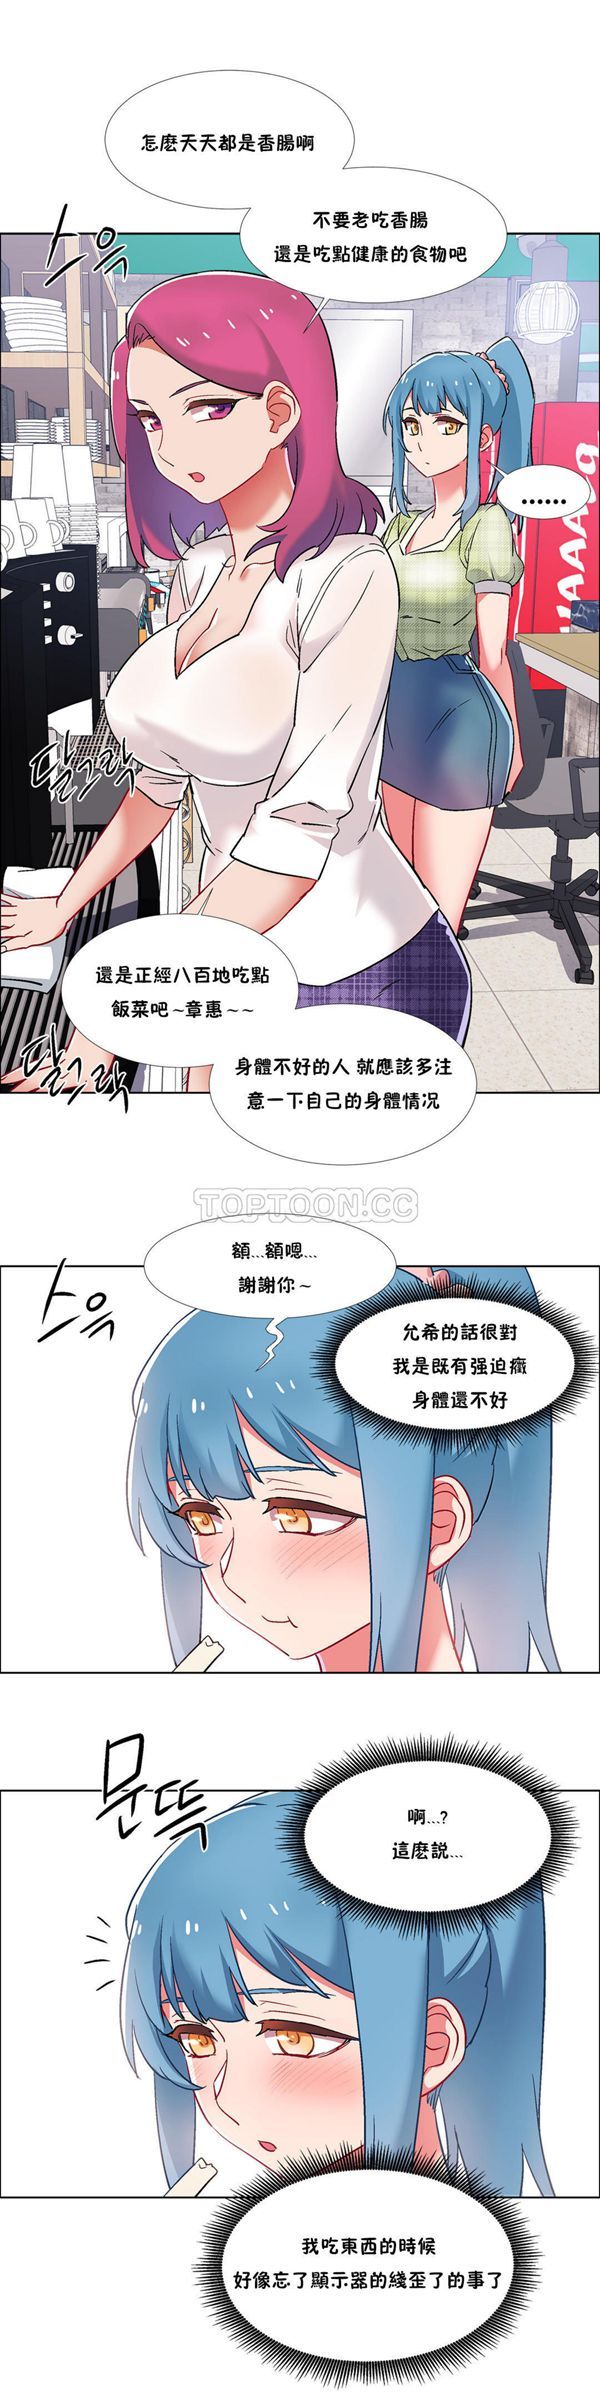 怎麽天天都是香腸啊
不要老吃香腸
還是吃點健康的食物吧
스윽
······
WAAAAg
달그락
還是正經八百地吃點
飯菜吧~章惠~~
身體不好的人 就應該多注
意一下自己的身體情况
달그락
TOPTOON.CC
額...額嗯...
謝謝你~
스윽
允希的話很對
我是既有强迫癥
身體還不好
문뜩
啊...?
這麽説...
我吃東西的時候
好像忘了顯示器的綫歪了的事了